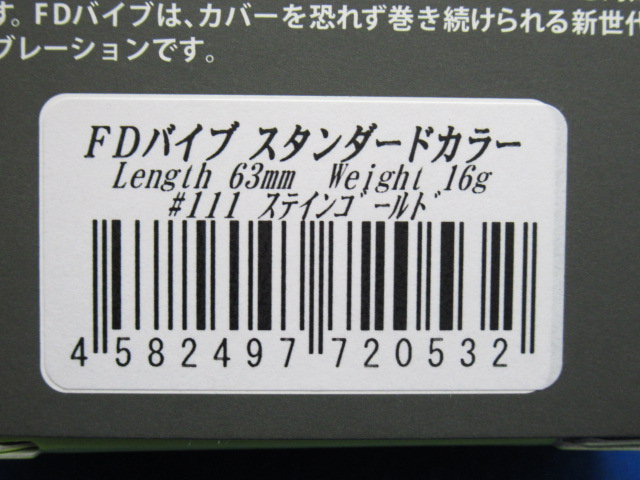 す。FDバイブは、カバーを恐れず巻き続けられる新世代
ブレーションです。
FDバイブ スタンダードカラー
Length 63mm Weight 16g
#111 ステインゴールド
4 582497 720532